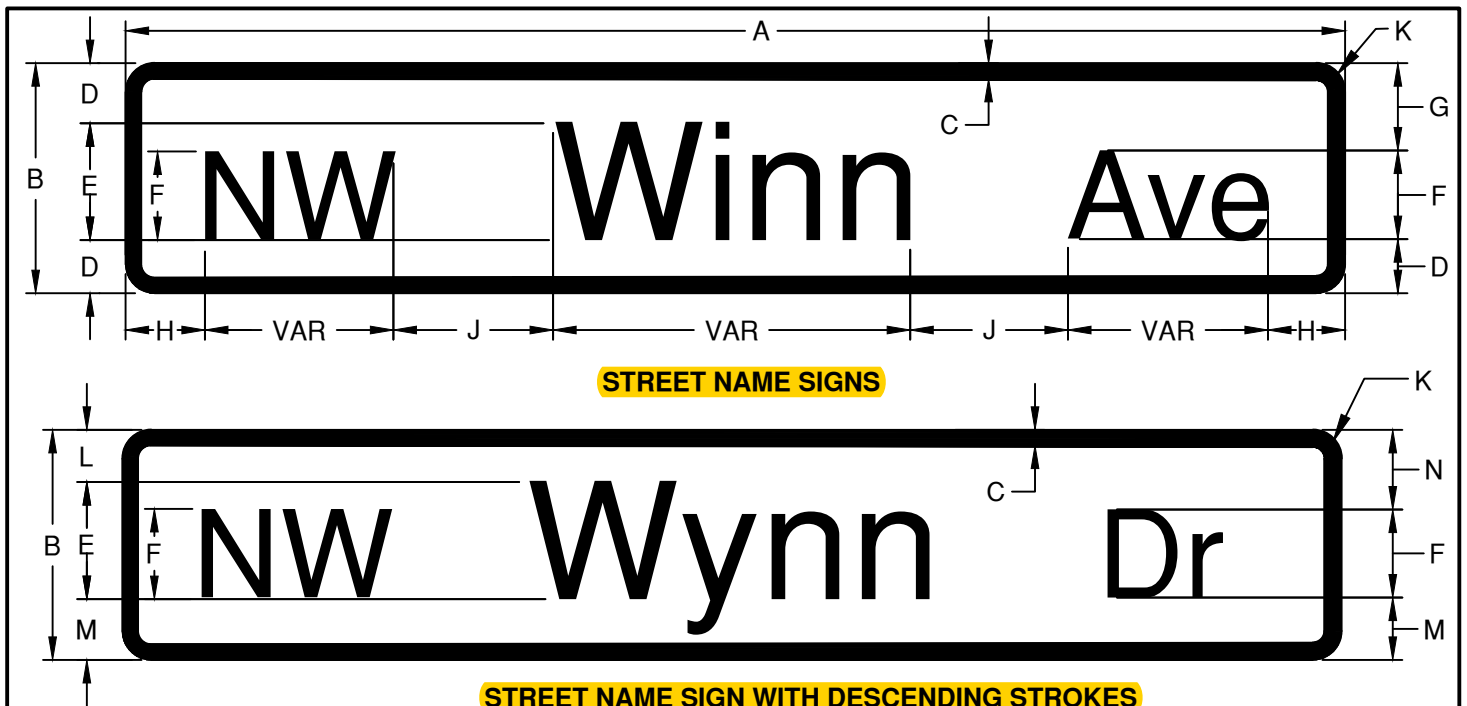 A
K
D
G
C
B
E
F
NW Winn Ave
F
D
D
H VAR J VAR J VAR H
STREET NAME SIGNS
K
L
N
C
B
E
F
NW Wynn Dr
F
M
M
STREET NAME SIGN WITH DESCENDING STROKES